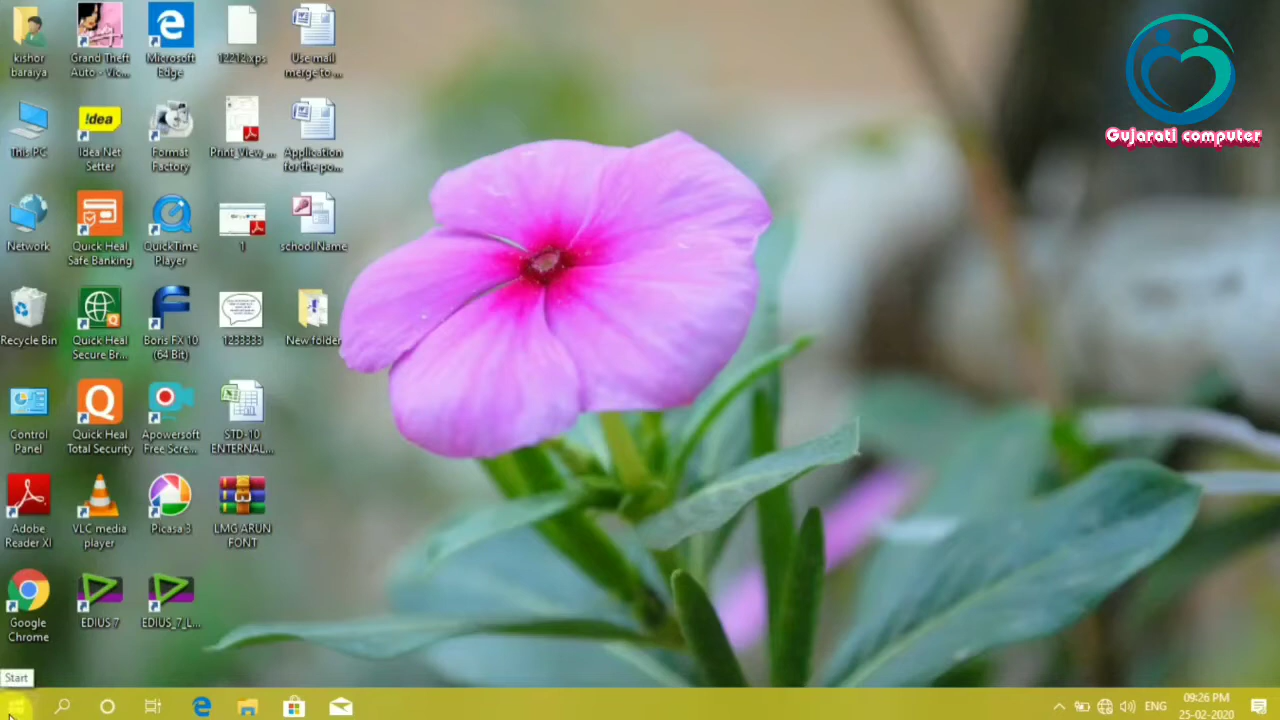 kishor
baraiya
Grand Theft
Auto - Vic...
Microsoft
Edge
12212.xps
Use mail
merge to ...
Gujarati computer
This PC
!dea
Idea Net
Setter
Format
Factory
Print_View_...
Application
for the po...
Network
Quick Heal
Safe Banking
QuickTime
Player
1
school Name
Recycle Bin
Quick Heal
Secure Br...
Boris FX 10
(64 Bit)
1233333
New folder
Control
Panel
Quick Heal
Total Security
Apowersoft
Free Scre...
STD-10
ENTERNAL...
Adobe
Reader XI
VLC media
player
Picasa 3
LMG ARUN
FONT
Google
Chrome
EDIUS 7
EDIUS_7_L...
Start
ENG
09:26 PM
25-02-2020